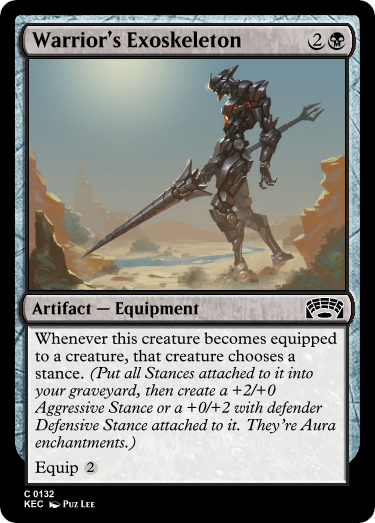 Warrior's Exoskeleton 2
Artifact — Equipment
Whenever this creature becomes equipped
to a creature, that creature chooses a
stance. (Put all Stances attached to it into
your graveyard, then create a +2/+0
Aggressive Stance or a +0/+2 with defender
Defensive Stance attached to it. They're Aura
enchantments.)
Equip 2
C 0132
KEC Puz Lee